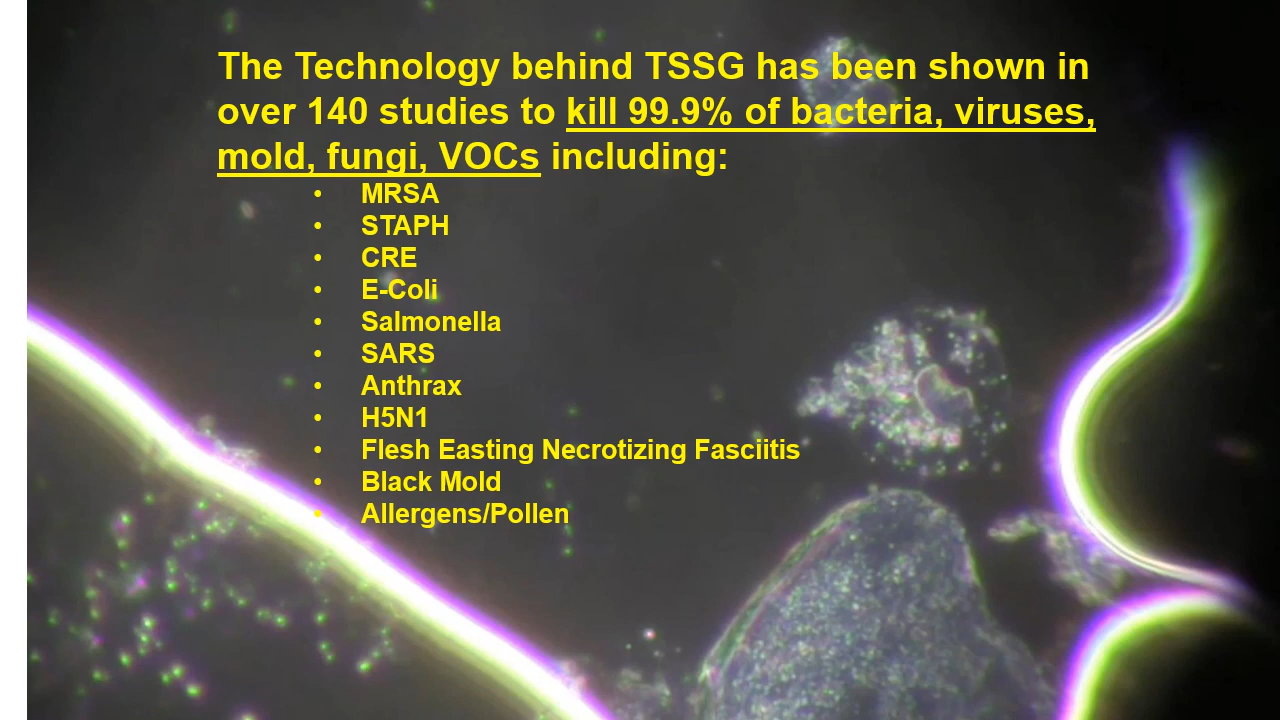 The Technology behind TSSG has been shown in
over 140 studies to kill 99.9% of bacteria, viruses,
mold, fungi, VOCs including:
• MRSA
• STAPH
• CRE
• E-Coli
• Salmonella
• SARS
• Anthrax
• H5N1
• Flesh Easting Necrotizing Fasciitis
• Black Mold
• Allergens/Pollen